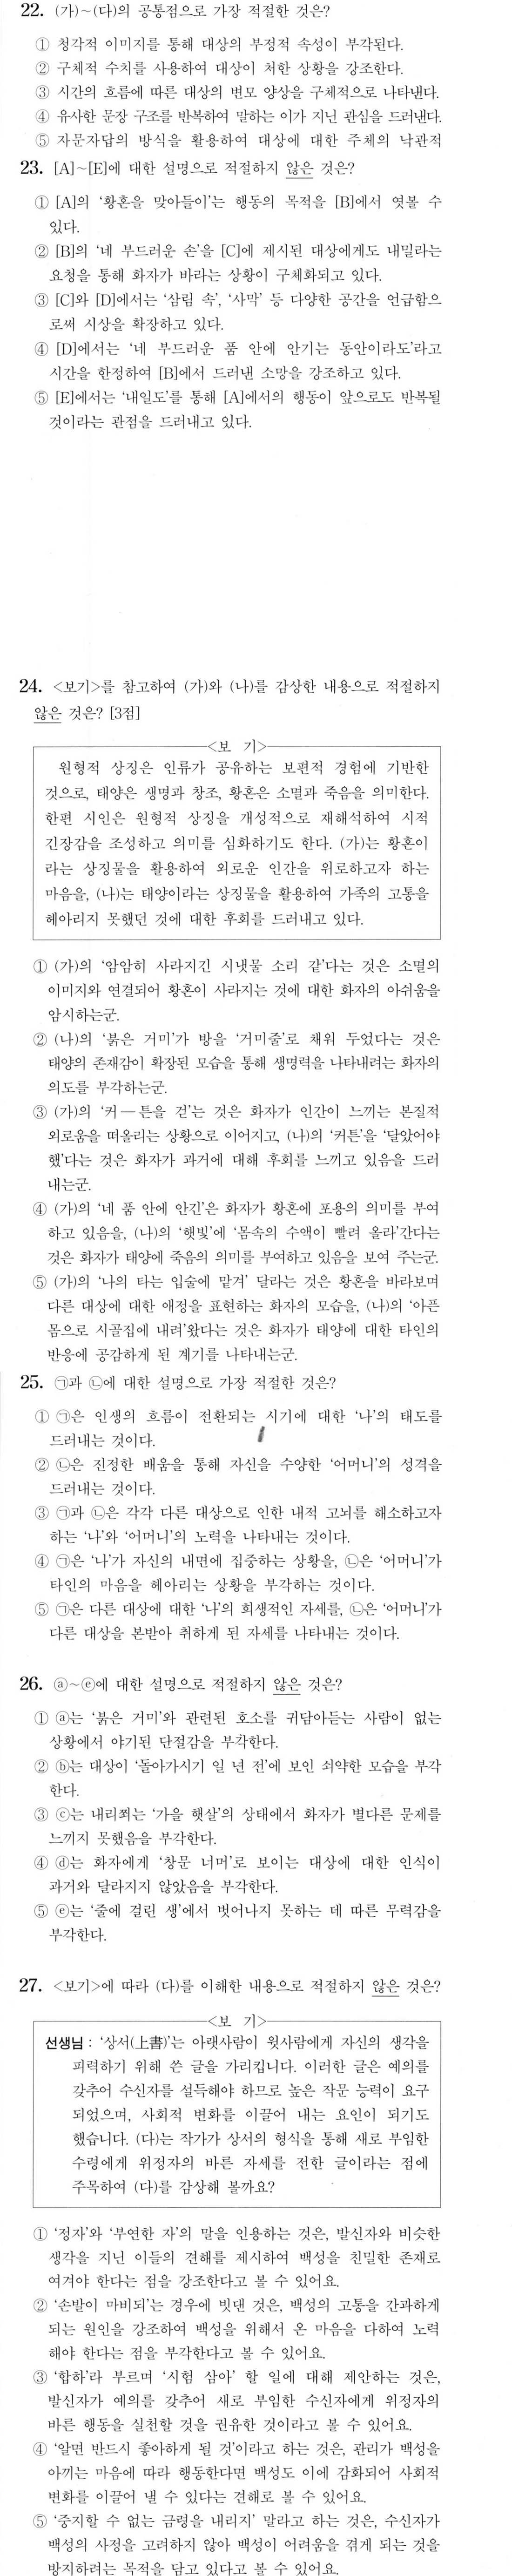 22. (가)~(다)의 공통점으로 가장 적절한 것은?
① 청각적 이미지를 통해 대상의 부정적 속성이 부각된다.
② 구체적 수치를 사용하여 대상이 처한 상황을 강조한다.
③ 시간의 흐름에 따른 대상의 변모 양상을 구체적으로 나타낸다.
④ 유사한 문장 구조를 반복하여 말하는 이가 지닌 관심을 드러낸다.
⑤ 자문자답의 방식을 활용하여 대상에 대한 주체의 낙관적
23. [A]~[E]에 대한 설명으로 적절하지 않은 것은?
① [A]의 ‘황혼을 맞아들이’는 행동의 목적을 [B]에서 엿볼 수
있다.
② [B]의 ‘네 부드러운 손’을 [C]에 제시된 대상에게도 내밀라는
요청을 통해 화자가 바라는 상황이 구체화되고 있다.
③ [C]와 [D]에서는 ‘삼림 속’, ‘사막’ 등 다양한 공간을 언급함으
로써 시상을 확장하고 있다.
④ [D]에서는 ‘네 부드러운 품 안에 안기는 동안이라도’라고
시간을 한정하여 [B]에서 드러낸 소망을 강조하고 있다.
⑤ [E]에서는 ‘내일도’를 통해 [A]에서의 행동이 앞으로도 반복될
것이라는 관점을 드러내고 있다.
24. <보기>를 참고하여 (가)와 (나)를 감상한 내용으로 적절하지
않은 것은? [3점]
<보 기>
원형적 상징은 인류가 공유하는 보편적 경험에 기반한
것으로, 태양은 생명과 창조, 황혼은 소멸과 죽음을 의미한다.
한편 시인은 원형적 상징을 개성적으로 재해석하여 시적
긴장감을 조성하고 의미를 심화하기도 한다. (가)는 황혼이
라는 상징물을 활용하여 외로운 인간을 위로하고자 하는
마음을, (나)는 태양이라는 상징물을 활용하여 가족의 고통을
헤아리지 못했던 것에 대한 후회를 드러내고 있다.
① (가)의 ‘암암히 사라지긴 시냇물 소리 같’다는 것은 소멸의
이미지와 연결되어 황혼이 사라지는 것에 대한 화자의 아쉬움을
암시하는군.
② (나)의 ‘붉은 거미’가 방을 ‘거미줄’로 채워 두었다는 것은
태양의 존재감이 확장된 모습을 통해 생명력을 나타내려는 화자의
의도를 부각하는군.
③ (가)의 ‘커―튼을 걷’는 것은 화자가 인간이 느끼는 본질적
외로움을 떠올리는 상황으로 이어지고, (나)의 ‘커튼’을 ‘달았어야
했’다는 것은 화자가 과거에 대해 후회를 느끼고 있음을 드러
내는군.
④ (가)의 ‘네 품 안에 안긴’은 화자가 황혼에 포용의 의미를 부여
하고 있음을, (나)의 ‘햇빛’에 ‘몸속의 수액이 빨려 올라’간다는
것은 화자가 태양에 죽음의 의미를 부여하고 있음을 보여 주는군.
⑤ (가)의 ‘나의 타는 입술에 맡겨’ 달라는 것은 황혼을 바라보며
다른 대상에 대한 애정을 표현하는 화자의 모습을, (나)의 ‘아픈
몸으로 시골집에 내려’왔다는 것은 화자가 태양에 대한 타인의
반응에 공감하게 된 계기를 나타내는군.
25. ㉠과 ㉡에 대한 설명으로 가장 적절한 것은?
① ㉠은 인생의 흐름이 전환되는 시기에 대한 ‘나’의 태도를
드러내는 것이다.
② ㉡은 진정한 배움을 통해 자신을 수양한 ‘어머니’의 성격을
드러내는 것이다.
③ ㉠과 ㉡은 각각 다른 대상으로 인한 내적 고뇌를 해소하고자
하는 ‘나’와 ‘어머니’의 노력을 나타내는 것이다.
④ ㉠은 ‘나’가 자신의 내면에 집중하는 상황을, ㉡은 ‘어머니’가
타인의 마음을 헤아리는 상황을 부각하는 것이다.
⑤ ㉠은 다른 대상에 대한 ‘나’의 희생적인 자세를, ㉡은 ‘어머니’가
다른 대상을 본받아 취하게 된 자세를 나타내는 것이다.
26. ⓐ~ⓔ에 대한 설명으로 적절하지 않은 것은?
① ⓐ는 ‘붉은 거미’와 관련된 호소를 귀담아듣는 사람이 없는
상황에서 야기된 단절감을 부각한다.
② ⓑ는 대상이 ‘돌아가시기 일 년 전’에 보인 쇠약한 모습을 부각
한다.
③ ⓒ는 내리쬐는 ‘가을 햇살’의 상태에서 화자가 별다른 문제를
느끼지 못했음을 부각한다.
④ ⓓ는 화자에게 ‘창문 너머’로 보이는 대상에 대한 인식이
과거와 달라지지 않았음을 부각한다.
⑤ ⓔ는 ‘줄에 걸린 생’에서 벗어나지 못하는 데 따른 무력감을
부각한다.
27. <보기>에 따라 (다)를 이해한 내용으로 적절하지 않은 것은?
<보 기>
선생님 : ‘상서(上書)’는 아랫사람이 윗사람에게 자신의 생각을
피력하기 위해 쓴 글을 가리킵니다. 이러한 글은 예의를
갖추어 수신자를 설득해야 하므로 높은 작문 능력이 요구
되었으며, 사회적 변화를 이끌어 내는 요인이 되기도
했습니다. (다)는 작가가 상서의 형식을 통해 새로 부임한
수령에게 위정자의 바른 자세를 전한 글이라는 점에
주목하여 (다)를 감상해 볼까요?
① ‘정자’와 ‘부연한 자’의 말을 인용하는 것은, 발신자와 비슷한
생각을 지닌 이들의 견해를 제시하여 백성을 친밀한 존재로
여겨야 한다는 점을 강조한다고 볼 수 있어요.
② ‘손발이 마비되’는 경우에 빗댄 것은, 백성의 고통을 간과하게
되는 원인을 강조하여 백성을 위해서 온 마음을 다하여 노력
해야 한다는 점을 부각한다고 볼 수 있어요.
③ ‘합하’라 부르며 ‘시험 삼아’ 할 일에 대해 제안하는 것은,
발신자가 예의를 갖추어 새로 부임한 수신자에게 위정자의
바른 행동을 실천할 것을 권유한 것이라고 볼 수 있어요.
④ ‘알면 반드시 좋아하게 될 것’이라고 하는 것은, 관리가 백성을
아끼는 마음에 따라 행동한다면 백성도 이에 감화되어 사회적
변화를 이끌어 낼 수 있다는 견해로 볼 수 있어요.
⑤ ‘중지할 수 없는 금령을 내리지’ 말라고 하는 것은, 수신자가
백성의 사정을 고려하지 않아 백성이 어려움을 겪게 되는 것을
방지하려는 목적을 담고 있다고 볼 수 있어요.